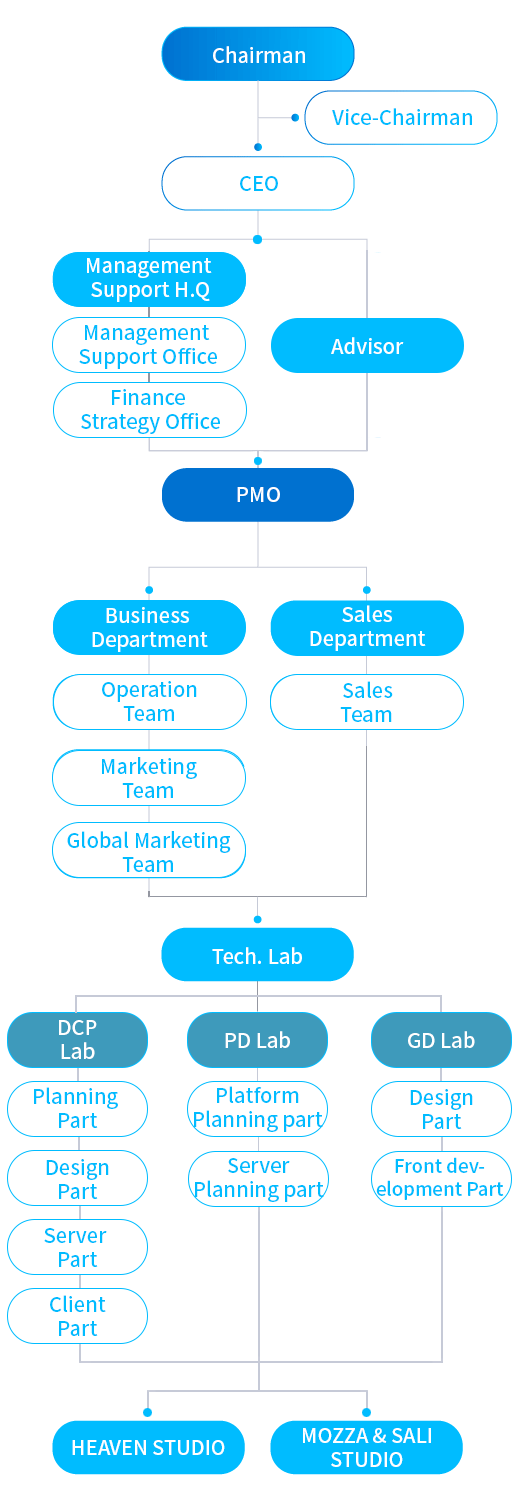 Chairman
Vice-Chairman
CEO
Management
Support H.Q
Management
Support Office
Finance
Strategy Office
Advisor
PMO
Business
Department
Operation
Team
Marketing
Team
Global Marketing
Team
Sales
Department
Sales
Team
Tech. Lab
DCP
Lab
Planning
Part
Design
Part
Server
Part
Client
Part
PD Lab
Platform
Planning part
Server
Planning part
GD Lab
Design
Part
Front dev-
elopment Part
HEAVEN STUDIO
MOZZA & SALI
STUDIO